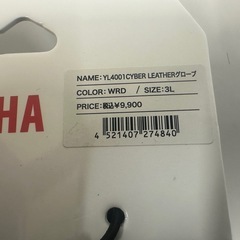 NAME: YL4001CYBER LEATHERグローブ
COLOR: WRD / SIZE: 3L
PRICE: 税込¥9,900
4 521407 274840
HA